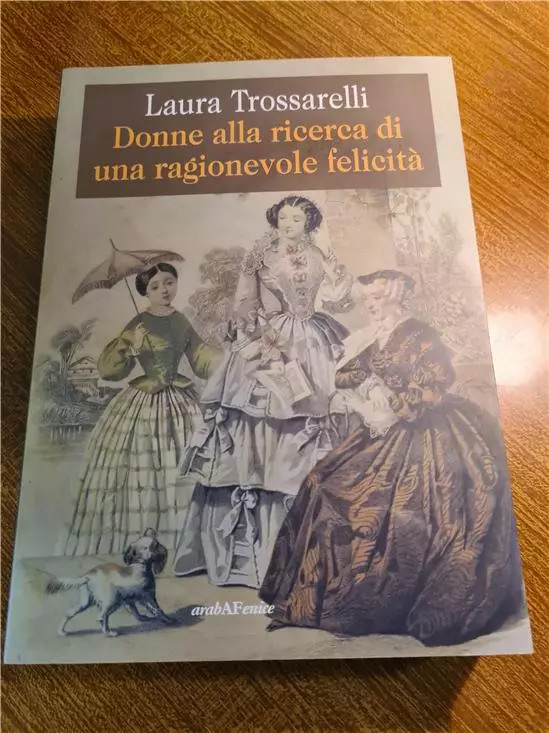 Laura Trossarelli
Donne alla ricerca di
una ragionevole felicità
arabAFenice